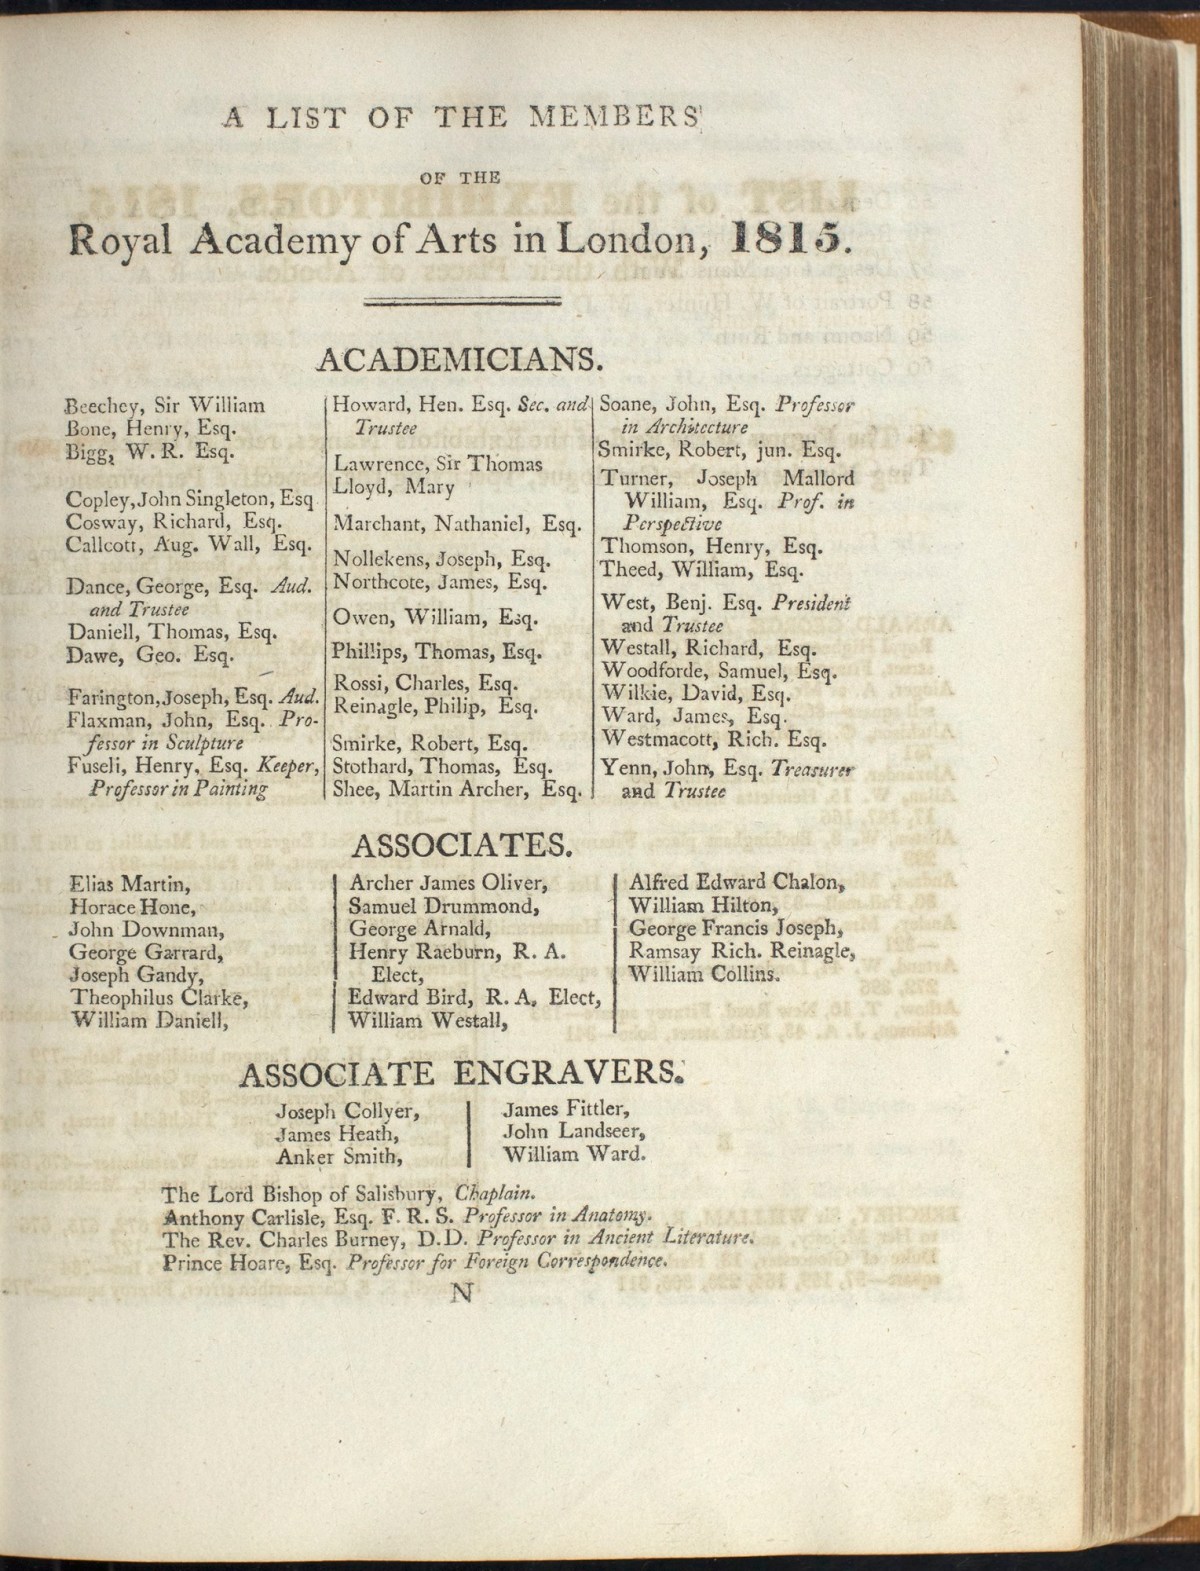 A LIST OF THE MEMBERS
OF THE
Royal Academy of Arts in London, 1815.
ACADEMICIANS.
Beechey, Sir William
Bone, Henry, Esq.
Bigg, W. R. Esq.
Copley, John Singleton, Esq
Cosway, Richard, Esq.
Callcott, Aug. Wall, Esq.
Dance, George, Esq. Aud.
and Trustee
Daniell, Thomas, Esq.
Dawe, Geo. Esq.
Farington, Joseph, Esq. Aud.
Flaxman, John, Esq. Pro-
fessor in Sculpture
Fuseli, Henry, Esq. Keeper,
Professor in Painting
Howard, Hen. Esq. Sec. and
Trustee
Lawrence, Sir Thomas
Lloyd, Mary
Marchant, Nathaniel, Esq.
Nollekens, Joseph, Esq.
Northcote, James, Esq.
Owen, William, Esq.
Phillips, Thomas, Esq.
Rossi, Charles, Esq.
Reinagle, Philip, Esq.
Smirke, Robert, Esq.
Stothard, Thomas, Esq.
Shee, Martin Archer, Esq.
Soane, John, Esq. Professor
in Architecture
Smirke, Robert, jun. Esq.
Turner, Joseph Mallord
William, Esq. Prof. in
Perspective
Thomson, Henry, Esq.
Theed, William, Esq.
West, Benj. Esq. President
and Trustee
Westall, Richard, Esq.
Woodforde, Samuel, Esq.
Wilkie, David, Esq.
Ward, James, Esq.
Westmacott, Rich. Esq.
Yenn, John, Esq. Treasurer
and Trustee
ASSOCIATES.
Elias Martin,
Horace Hone,
John Downman,
George Garrard,
Joseph Gandy,
Theophilus Clarke,
William Daniell,
Archer James Oliver,
Samuel Drummond,
George Arnald,
Henry Raeburn, R. A.
Elect,
Edward Bird, R. A. Elect,
William Westall,
Alfred Edward Chalon,
William Hilton,
George Francis Joseph,
Ramsay Rich. Reinagle,
William Collins.
ASSOCIATE ENGRAVERS.
Joseph Collyer,
James Heath,
Anker Smith,
James Fittler,
John Landseer,
William Ward.
The Lord Bishop of Salisbury, Chaplain.
Anthony Carlisle, Esq. F. R. S. Professor in Anatomy.
The Rev. Charles Burney, D.D. Professor in Ancient Literature.
Prince Hoare, Esq. Professor for Foreign Correspondence.
N